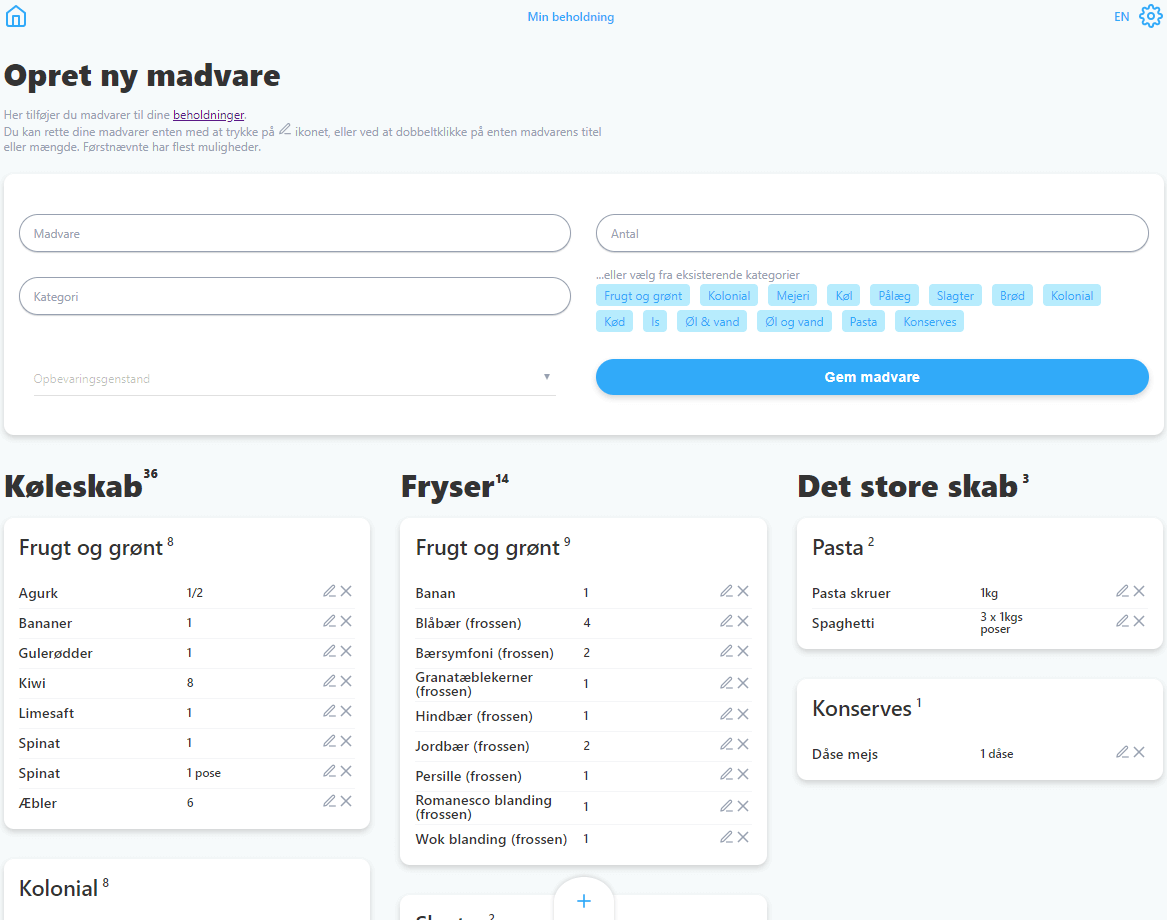 Min beholdning
EN
Opret ny madvare
Her tilføjer du madvarer til dine beholdninger.
Du kan rette dine madvarer enten med at trykke på ikonet, eller ved at dobbeltklikke på enten madvarens titel
eller mængde. Førstnævnte har flest muligheder.
Madvare
Antal
Kategori
...eller vælg fra eksisterende kategorier
Frugt og grønt Kolonial Mejeri Køl Pålæg Slagter Brød Kolonial
Kød Is Øl & vand Øl og vand Pasta Konserves
Opbevaringsgenstand
Gem madvare
Køleskab 36
Frugt og grønt 8
Agurk 1/2
Bananer 1
Gulerødder 1
Kiwi 8
Limesaft 1
Spinat 1
Spinat 1 pose
Æbler 6
Kolonial 8
Fryser 14
Frugt og grønt 9
Banan 1
Blåbær (frossen) 4
Bærsymfoni (frossen) 2
Granatæblekerner
(frossen) 1
Hindbær (frossen) 1
Jordbær (frossen) 2
Persille (frossen) 1
Romanesco blanding
(frossen) 1
Wok blanding (frossen) 1
2
Det store skab 3
Pasta 2
Pasta skruer 1kg
Spaghetti 3 x 1kgs
poser
Konserves 1
Dåse mejs 1 dåse